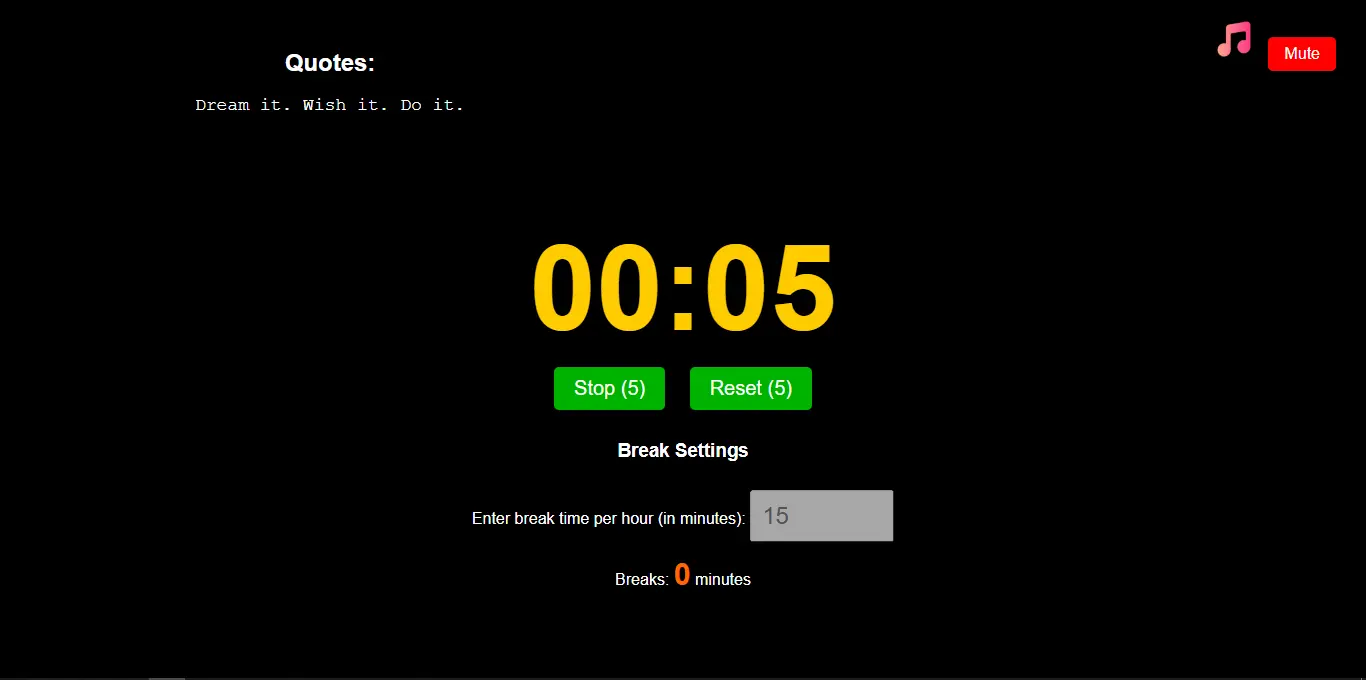 Quotes:
Mute
Dream it. Wish it. Do it.
00:05
Stop (5)
Reset (5)
Break Settings
Enter break time per hour (in minutes): 15
Breaks: 0 minutes